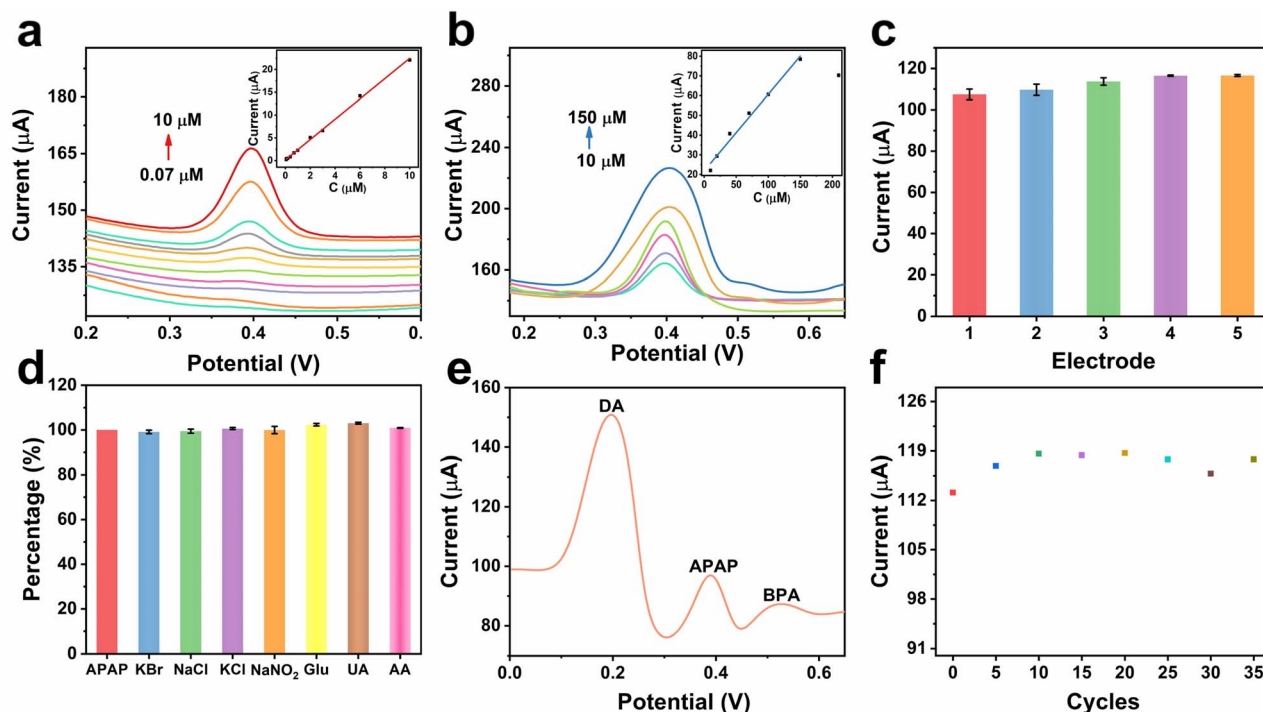 a
Current (μA)
180
165
150
135
0.2
0.3
0.4
0.5
0.
Potential (V)
10 μM
0.07 μM
Current (μA)
25
20
15
10
5
0
0
2
4
6
8
10
C (μM)
b
Current (μA)
280
240
200
160
0.2
0.3
0.4
0.5
0.6
Potential (V)
150 μM
10 μM
Current (μA)
80
70
60
50
40
30
20
0
50
100
150
200
C (μM)
c
Current (μA)
120
100
80
60
40
20
0
1
2
3
4
5
Electrode
d
Percentage (%)
120
100
80
60
40
20
0
APAP
KBr
NaCl
KCl
NaNO₂
Glu
UA
AA
e
Current (μA)
160
140
120
100
80
0.0
0.2
0.4
0.6
Potential (V)
DA
APAP
BPA
f
Current (μA)
126
119
112
105
98
91
0
5
10
15
20
25
30
35
Cycles